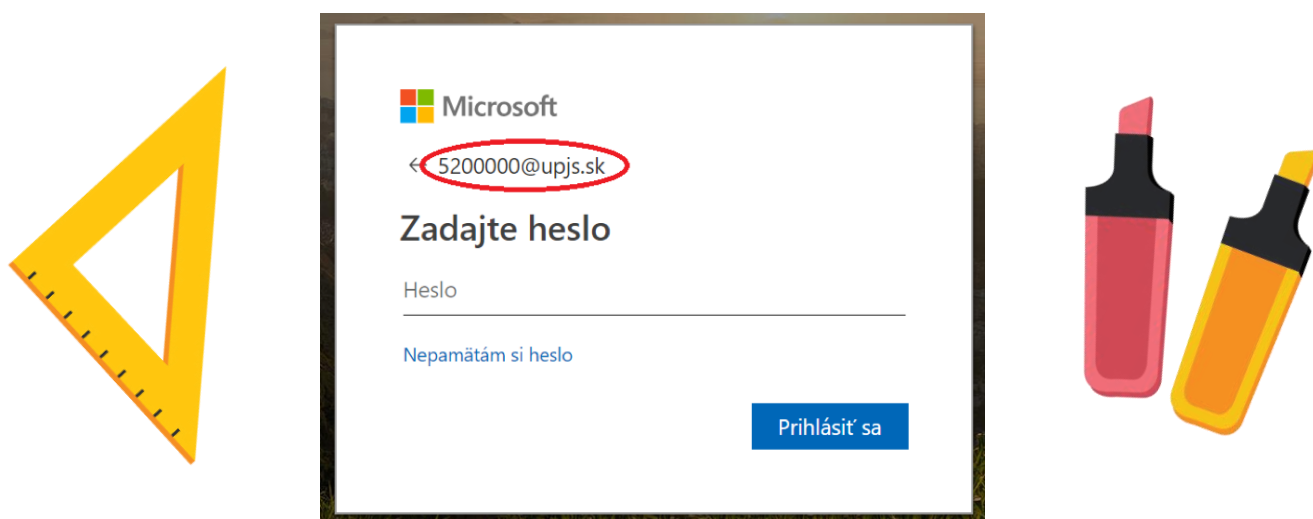 Microsoft
← 5200000@upjs.sk
Zadajte heslo
Heslo
Nepamätám si heslo
Prihlásiť sa